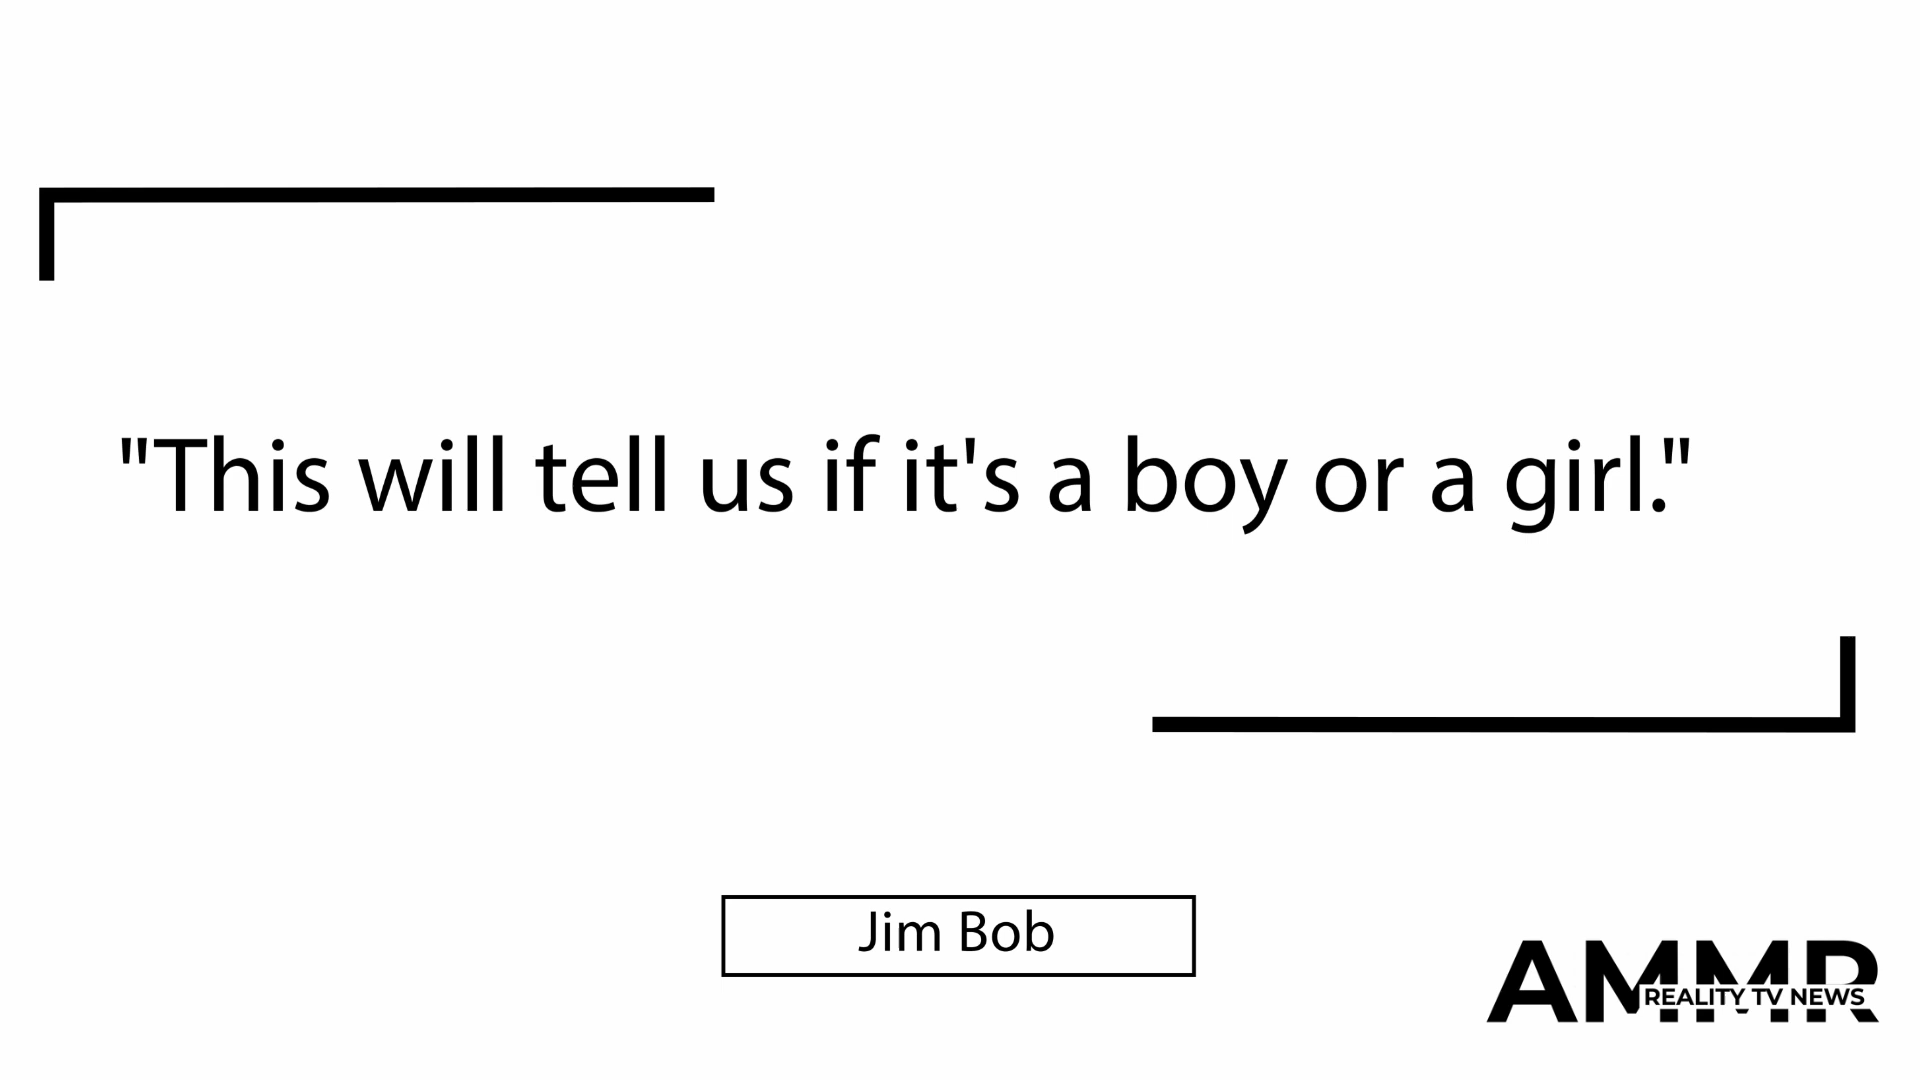 "This will tell us if it's a boy or a girl."
Jim Bob
AMMR
REALITY TV NEWS